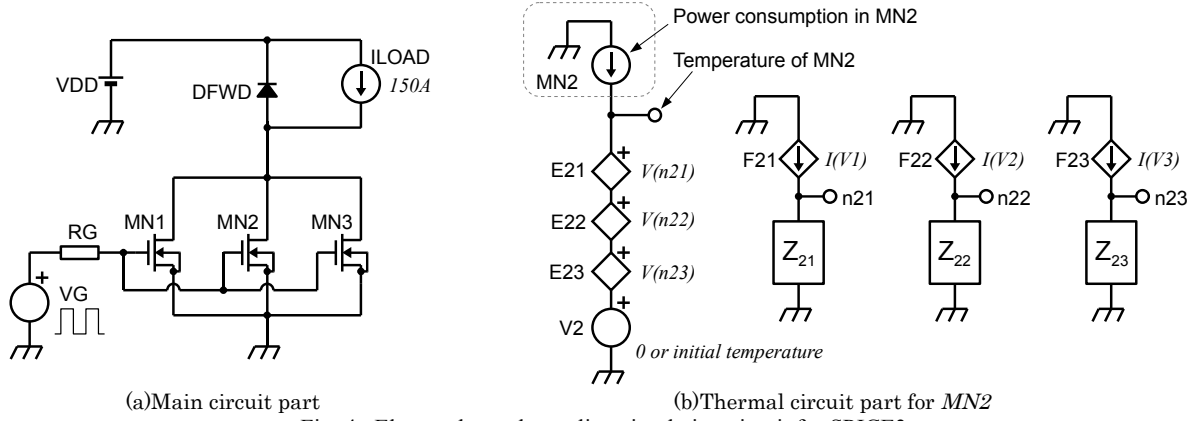 VDD
DFWD
ILOAD
150A
MN1
MN2
MN3
RG
VG
+
(a)Main circuit part
Power consumption in MN2
Temperature of MN2
MN2
E21
+
V(n21)
E22
+
V(n22)
E23
+
V(n23)
V2
+
0 or initial temperature
F21
I(V1)
n21
Z21
F22
I(V2)
n22
Z22
F23
I(V3)
n23
Z23
(b)Thermal circuit part for MN2